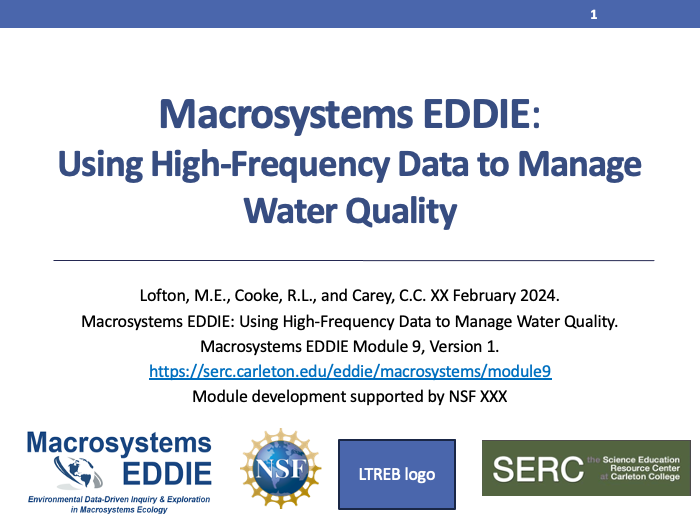 1
Macrosystems EDDIE:
Using High-Frequency Data to Manage
Water Quality
Lofton, M.E., Cooke, R.L., and Carey, C.C. XX February 2024.
Macrosystems EDDIE: Using High-Frequency Data to Manage Water Quality.
Macrosystems EDDIE Module 9, Version 1.
https://serc.carleton.edu/eddie/macrosystems/module9
Module development supported by NSF XXX
Macrosystems
EDDIE
Environmental Data-Driven Inquiry & Exploration
in Macrosystems Ecology
NSF
LTREB logo
SERC
the Science Education
Resource Center
at Carleton College